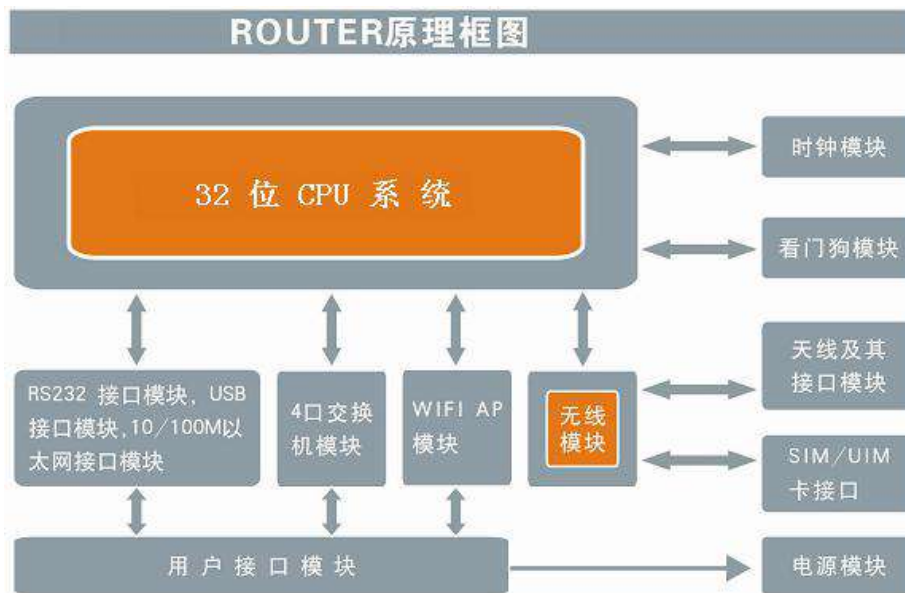 ROUTER原理框图
32 位 CPU 系 统
时钟模块
看门狗模块
天线及其
接口模块
SIM/UIM
卡接口
电源模块
RS232 接口模块, USB
接口模块,10/100M以
太网接口模块
4口交换
机模块
WIFI AP
模块
无线
模块
用 户 接 口 模 块